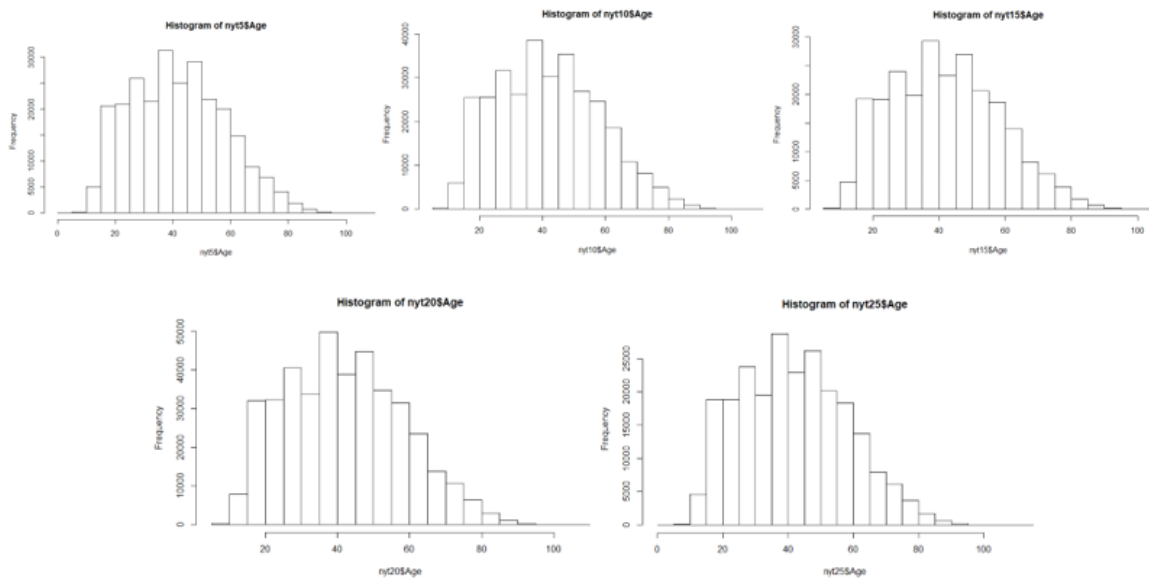 Histogram of nyt5$Age
Frequency
0 5000 10000 20000 30000
0 20 40 60 80 100
nyt5$Age
Histogram of nyt10$Age
Frequency
0 10000 20000 30000 40000
20 40 60 80 100
nyt10$Age
Histogram of nyt15$Age
Frequency
0 5000 10000 20000 30000
20 40 60 80 100
nyt15$Age
Histogram of nyt20$Age
Frequency
0 10000 20000 30000 40000 50000
20 40 60 80 100
nyt20$Age
Histogram of nyt25$Age
Frequency
0 5000 10000 15000 20000 25000
0 20 40 60 80 100
nyt25$Age